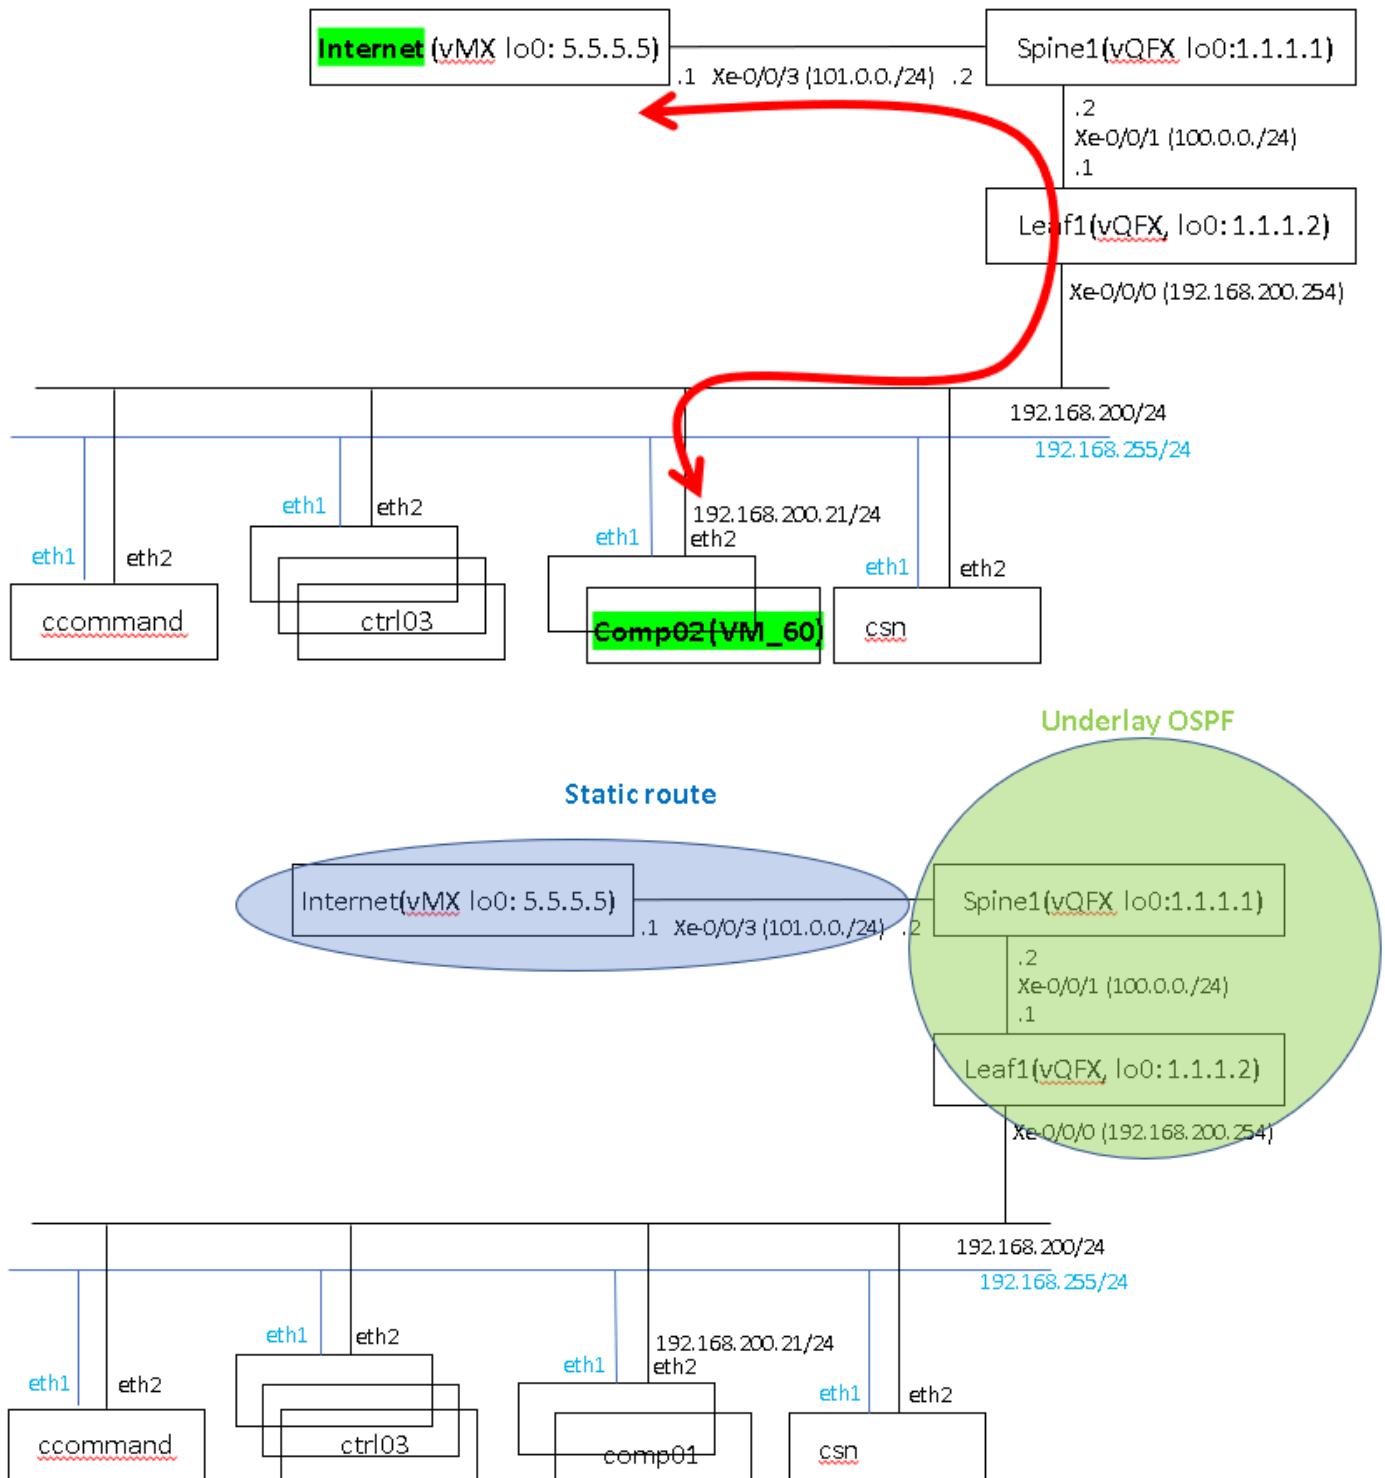 Internet (vMX lo0: 5.5.5.5)
Spine1(vQFX lo0:1.1.1.1)
.1 Xe-0/0/3 (101.0.0./24) .2
.2
Xe-0/0/1 (100.0.0./24)
.1
Leaf1(vQFX, lo0:1.1.1.2)
Xe-0/0/0 (192.168.200.254)
192.168.200/24
192.168.255/24
eth1
eth2
192.168.200.21/24
eth1
eth2
eth1
eth2
eth1
eth2
ccommand
ctrl03
Comp02(VM_60)
csn
Underlay OSPF
Static route
Internet(vMX lo0: 5.5.5.5)
Spine1(vQFX lo0:1.1.1.1)
.1 Xe-0/0/3 (101.0.0./24) .2
.2
Xe-0/0/1 (100.0.0./24)
.1
Leaf1(vQFX, lo0:1.1.1.2)
Xe-0/0/0 (192.168.200.254)
192.168.200/24
192.168.255/24
eth1
eth2
192.168.200.21/24
eth1
eth2
eth1
eth2
eth1
eth2
ccommand
ctrl03
comp01
csn